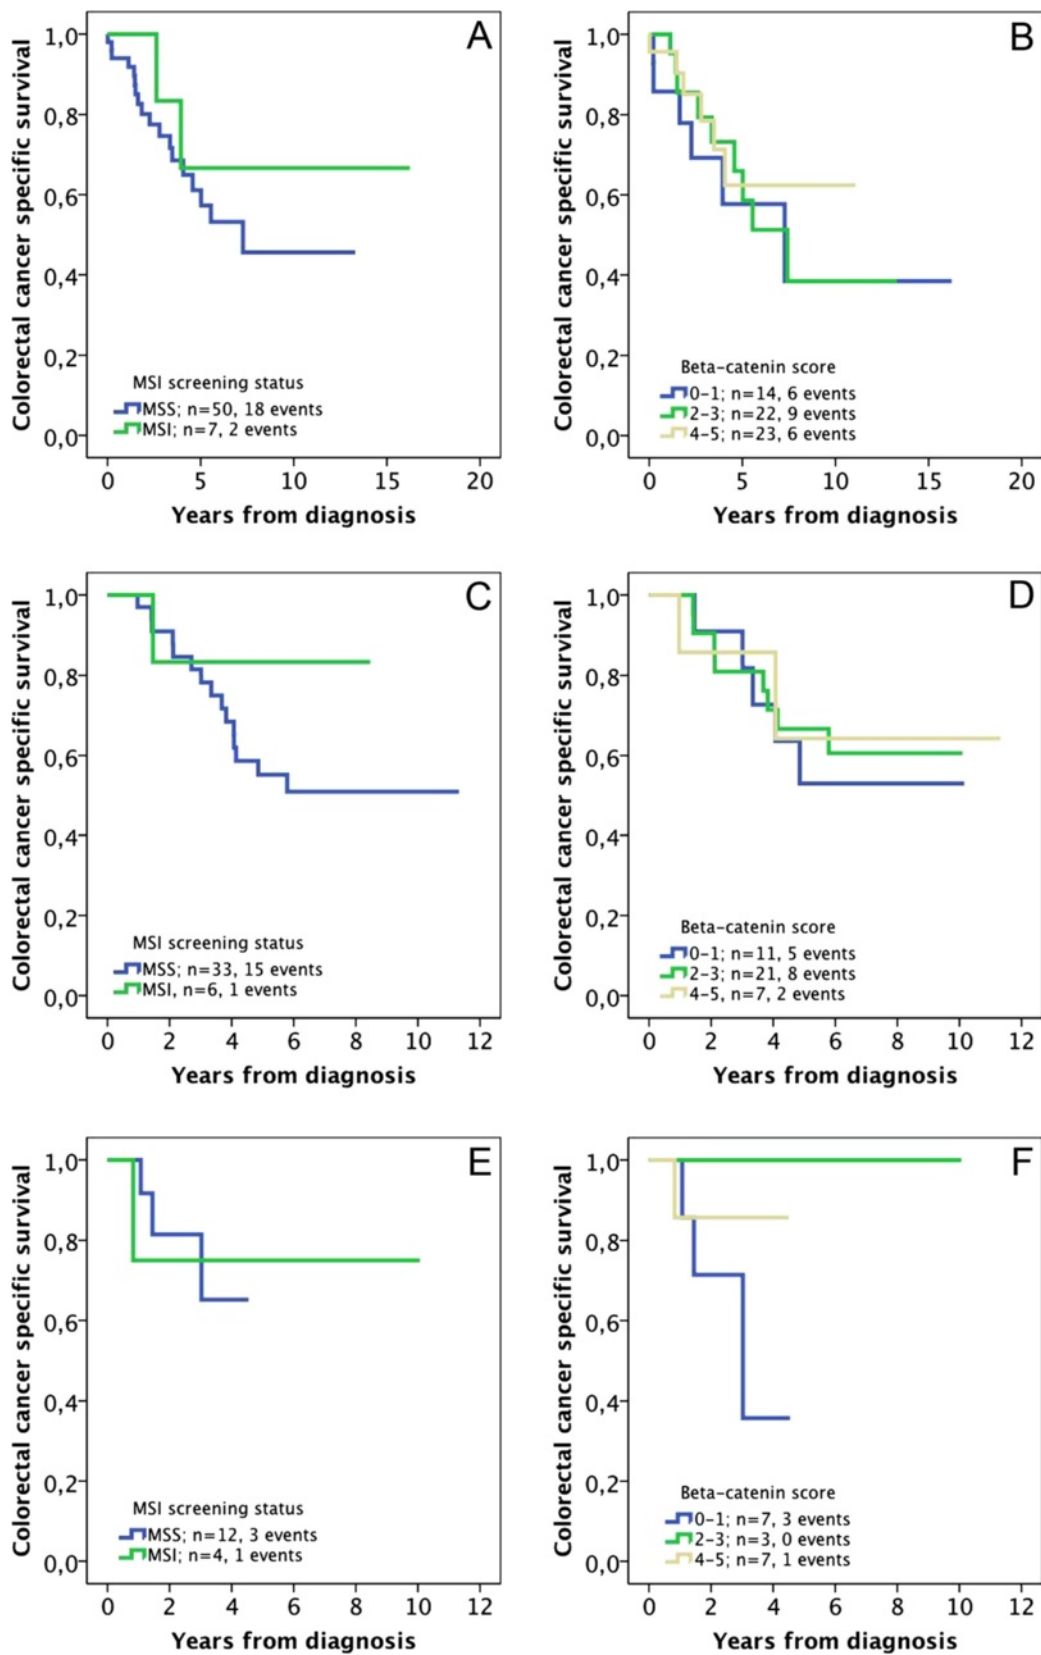 A
Colorectal cancer specific survival
1,0
0,8
0,6
0,4
0,2
0,0
MSI screening status
MSS; n=50, 18 events
MSI; n=7, 2 events
0 5 10 15 20
Years from diagnosis
B
Colorectal cancer specific survival
1,0
0,8
0,6
0,4
0,2
0,0
Beta-catenin score
0-1; n=14, 6 events
2-3; n=22, 9 events
4-5; n=23, 6 events
0 5 10 15 20
Years from diagnosis
C
Colorectal cancer specific survival
1,0
0,8
0,6
0,4
0,2
0,0
MSI screening status
MSS; n=33, 15 events
MSI, n=6, 1 events
0 2 4 6 8 10 12
Years from diagnosis
D
Colorectal cancer specific survival
1,0
0,8
0,6
0,4
0,2
0,0
Beta-catenin score
0-1; n=11, 5 events
2-3; n=21, 8 events
4-5, n=7, 2 events
0 2 4 6 8 10 12
Years from diagnosis
E
Colorectal cancer specific survival
1,0
0,8
0,6
0,4
0,2
0,0
MSI screening status
MSS; n=12, 3 events
MSI; n=4, 1 events
0 2 4 6 8 10 12
Years from diagnosis
F
Colorectal cancer specific survival
1,0
0,8
0,6
0,4
0,2
0,0
Beta-catenin score
0-1; n=7, 3 events
2-3; n=3, 0 events
4-5; n=7, 1 events
0 2 4 6 8 10 12
Years from diagnosis